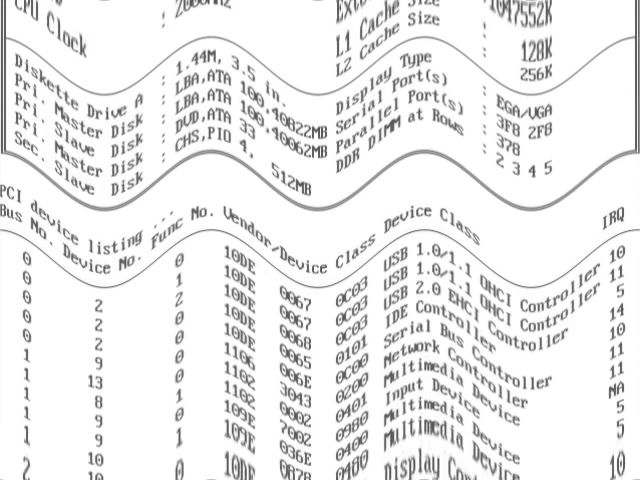 CPU Clock : 2000MHz
L1 Cache Size : 128K
L2 Cache Size : 256K
Diskette Drive A : 1.44M, 3.5 in. Display Type : EGA/VGA
Pri. Master Disk : LBA,ATA 100,40822MB Serial Port(s) : 3F8 2F8
Pri. Slave Disk : LBA,ATA 100,40062MB Parallel Port(s) : 378
Sec. Master Disk : DVD,ATA 33 DDR DIMM at Rows : 2 3 4 5
Sec. Slave Disk : CHS,PIO 4, 512MB
PCI device listing ...
Bus No. Device No. Func No. Vendor/Device Class Device Class IRQ
0 2 0 10DE 0067 0C03 USB 1.0/1.1 OHCI Controller 10
0 2 1 10DE 0067 0C03 USB 1.0/1.1 OHCI Controller 11
0 2 2 10DE 0068 0C03 USB 2.0 EHCI Controller 5
0 9 0 10DE 0065 0101 IDE Controller 14
0 13 0 10DE 006E 0C00 Serial Bus Controller 10
1 8 0 1106 3043 0200 Network Controller 11
1 9 0 1102 0002 0401 Multimedia Device 11
1 9 0 1102 7002 0980 Input Device NA
1 10 0 109E 036E 0400 Multimedia Device 5
1 10 1 109E 0878 0480 Multimedia Device 5
2 0 10DE Display 10